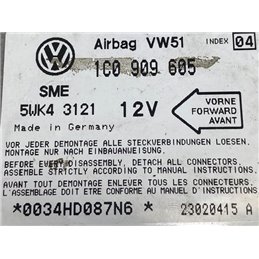 Airbag VW51 INDEX 04
1C0 909 605
SME
5WK4 3121 12V
VORNE
FORWARD
AVANT
Made in Germany
VOR JEDER DEMONTAGE ALLE STECKVERBINDUNGEN LOESEN.
MONTAGE NUR NACH EINBAUANWEISUNG.
BEFORE EVERY DISASSEMBLY, DETACH ALL CONNECTORS.
ASSEMBLE STRICTLY ACCORDING TO MANUAL INSTRUCTIONS.
AVANT TOUT DEMONTAGE ENLEVER TOUS LES CONNECTEURS.
L'ASSEMBLAGE DOIT ETRE CONFORME AU MANUEL D'INSTRUCTIONS
*0034HD087N6 * 23020415 A